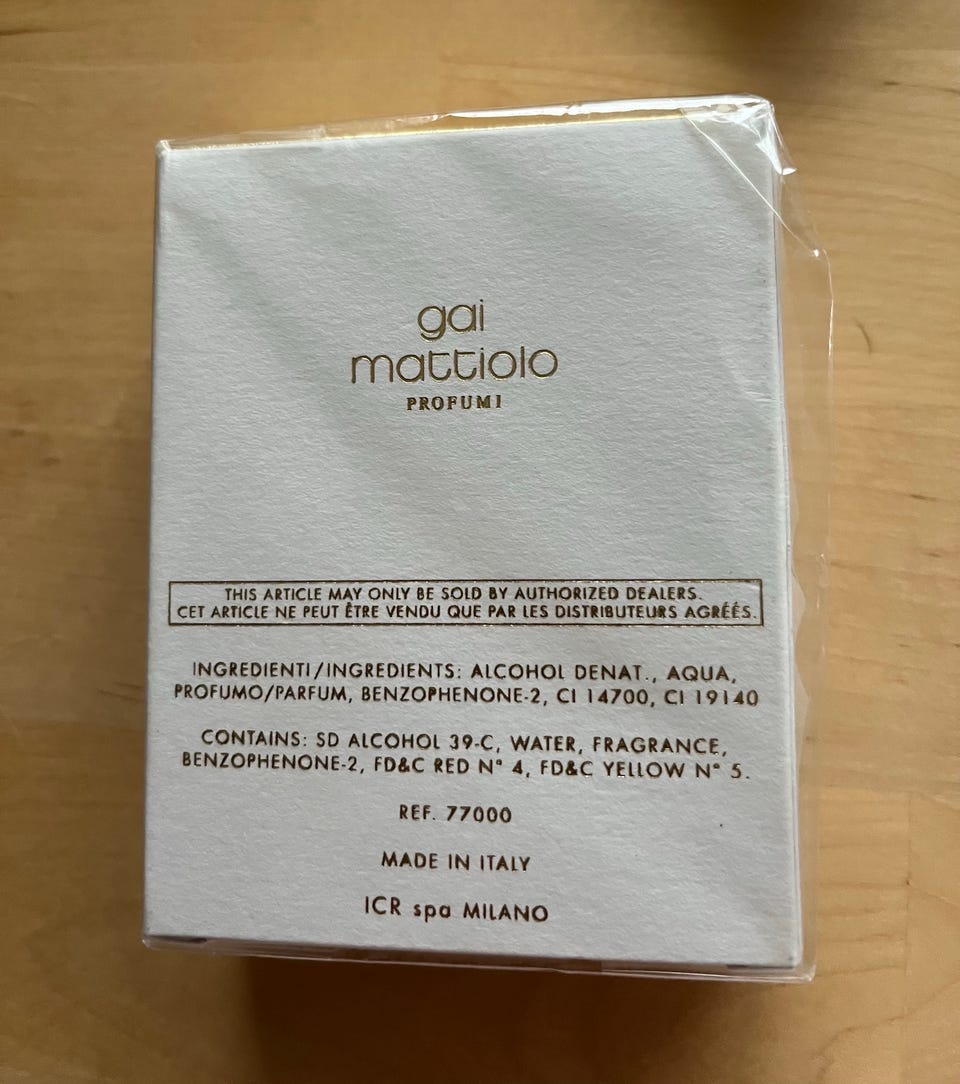 gai
mattiolo
PROFUMI
THIS ARTICLE MAY ONLY BE SOLD BY AUTHORIZED DEALERS.
CET ARTICLE NE PEUT ÊTRE VENDU QUE PAR LES DISTRIBUTEURS AGRÉÉS.
INGREDIENTI/INGREDIENTS: ALCOHOL DENAT., AQUA,
PROFUMO/PARFUM, BENZOPHENONE-2, CI 14700, CI 19140
CONTAINS: SD ALCOHOL 39-C, WATER, FRAGRANCE,
BENZOPHENONE-2, FD&C RED N° 4, FD&C YELLOW N° 5.
REF. 77000
MADE IN ITALY
ICR spa MILANO